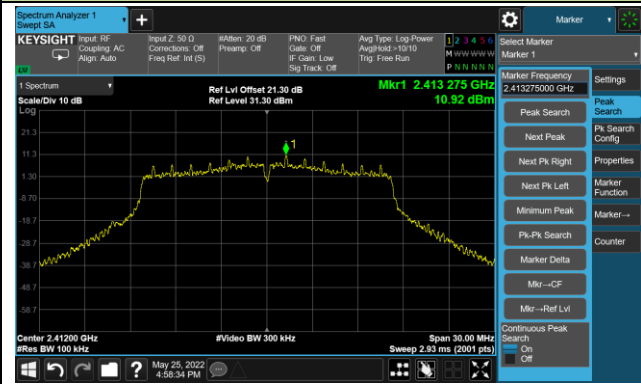 Spectrum Analyzer 1
Swept SA
Marker
KEYSIGHT
Input: RF
Coupling: AC
Align: Auto
Input Z: 50 Ω
Corrections: Off
Freq Ref: Int (S)
#Atten: 20 dB
Preamp: Off
PNO: Fast
Gate: Off
IF Gain: Low
Sig Track: Off
Avg Type: Log-Power
Avg|Hold:>10/10
Trig: Free Run
1 2 3 4 5 6
M W W W W W
P N N N N N
LXI
Select Marker
Marker 1
1 Spectrum
Scale/Div 10 dB
Log
Ref Lvl Offset 21.30 dB
Ref Level 31.30 dBm
Mkr1 2.413 275 GHz
10.92 dBm
Marker Frequency
2.413275000 GHz
Settings
Peak Search
Peak
Search
Next Peak
Pk Search
Config
Next Pk Right
Properties
Next Pk Left
Marker
Function
Minimum Peak
Marker→
Pk-Pk Search
Counter
Marker Delta
Mkr→CF
Mkr→Ref Lvl
Continuous Peak
Search
On
Off
21.3
11.3
1.30
-8.70
-18.7
-28.7
-38.7
-48.7
-58.7
1
Center 2.41200 GHz
#Res BW 100 kHz
#Video BW 300 kHz
Span 30.00 MHz
Sweep 2.93 ms (2001 pts)
May 25, 2022
4:58:34 PM